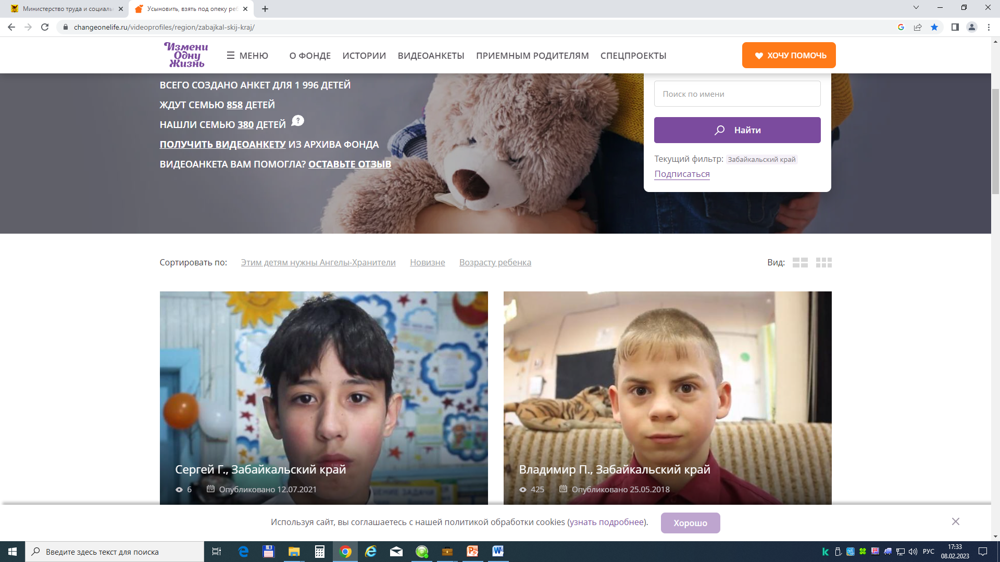 Министерство труда и социаль
Усыновить, взять под опеку реб
changeonelife.ru/videoprofiles/region/zabajkal-skij-kraj/
Измени
Одну
Жизнь
МЕНЮ
О ФОНДЕ
ИСТОРИИ
ВИДЕОАНКЕТЫ
ПРИЕМНЫМ РОДИТЕЛЯМ
СПЕЦПРОЕКТЫ
ХОЧУ ПОМОЧЬ
ВСЕГО СОЗДАНО АНКЕТ ДЛЯ 1 996 ДЕТЕЙ
ЖДУТ СЕМЬЮ 858 ДЕТЕЙ
НАШЛИ СЕМЬЮ 380 ДЕТЕЙ ?
ПОЛУЧИТЬ ВИДЕОАНКЕТУ ИЗ АРХИВА ФОНДА
ВИДЕОАНКЕТА ВАМ ПОМОГЛА? ОСТАВЬТЕ ОТЗЫВ
Поиск по имени
Найти
Текущий фильтр: Забайкальский край
Подписаться
Сортировать по: Этим детям нужны Ангелы-Хранители Новизне Возрасту ребенка
Вид:
Сергей Г., Забайкальский край
6 Опубликовано 12.07.2021
Владимир П., Забайкальский край
425 Опубликовано 25.05.2018
Используя сайт, вы соглашаетесь с нашей политикой обработки cookies (узнать подробнее).
Хорошо
Введите здесь текст для поиска
РУС
17:33
08.02.2023